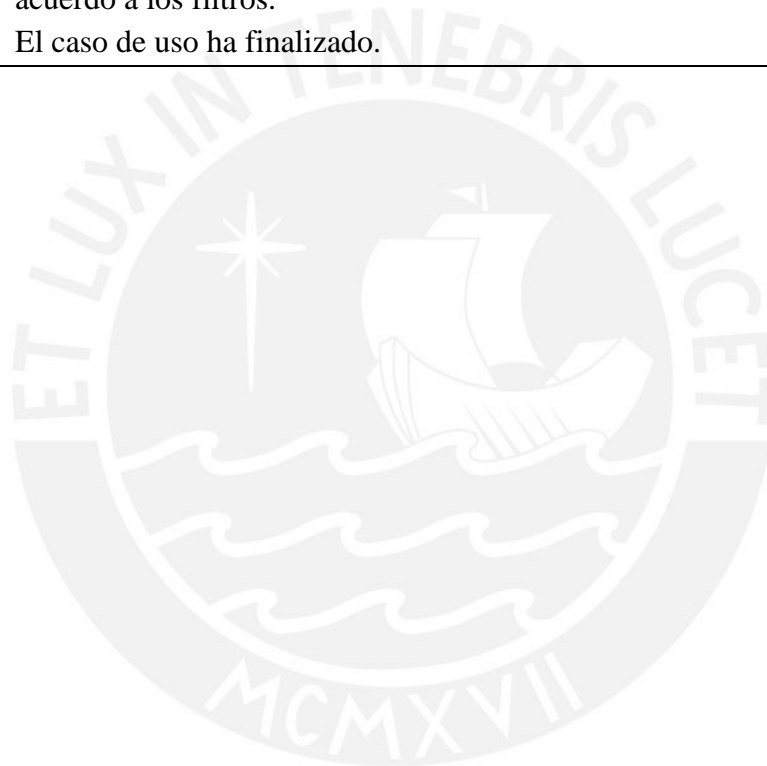 acuerdo a los filtros.
El caso de uso ha finalizado.
ET LUX IN TENEBRIS LUCET
MCMXVII